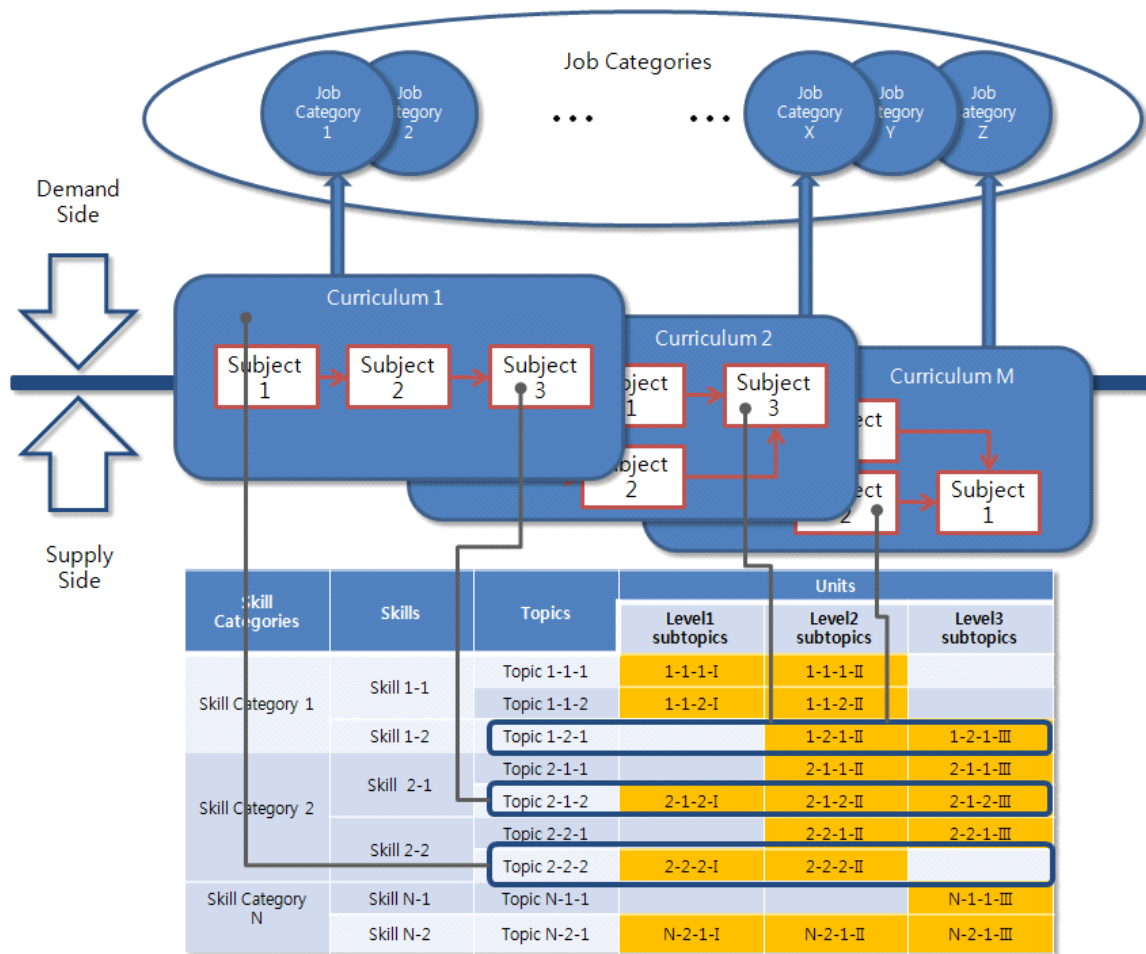 Job Categories
Job
Category
1
Job
tegory
2
...
...
Job
Category
X
Job
ategory
Y
Job
ategory
Z
Demand
Side
Supply
Side
Curriculum 1
Subject
1
Subject
2
Subject
3
Curriculum 2
ubject
1
ubject
2
Subject
3
Curriculum M
ect
ect
2
Subject
1
Skill
Categories
Skills
Topics
Units
Level1
subtopics
Level2
subtopics
Level3
subtopics
Skill Category 1
Skill 1-1
Topic 1-1-1
1-1-1-Ⅰ
1-1-1-Ⅱ
Topic 1-1-2
1-1-2-Ⅰ
1-1-2-Ⅱ
Skill 1-2
Topic 1-2-1
1-2-1-Ⅱ
1-2-1-Ⅲ
Skill Category 2
Skill 2-1
Topic 2-1-1
2-1-1-Ⅱ
2-1-1-Ⅲ
Topic 2-1-2
2-1-2-Ⅰ
2-1-2-Ⅱ
2-1-2-Ⅲ
Skill 2-2
Topic 2-2-1
2-2-1-Ⅱ
2-2-1-Ⅲ
Topic 2-2-2
2-2-2-Ⅰ
2-2-2-Ⅱ
Skill Category
N
Skill N-1
Topic N-1-1
N-1-1-Ⅲ
Skill N-2
Topic N-2-1
N-2-1-Ⅰ
N-2-1-Ⅱ
N-2-1-Ⅲ